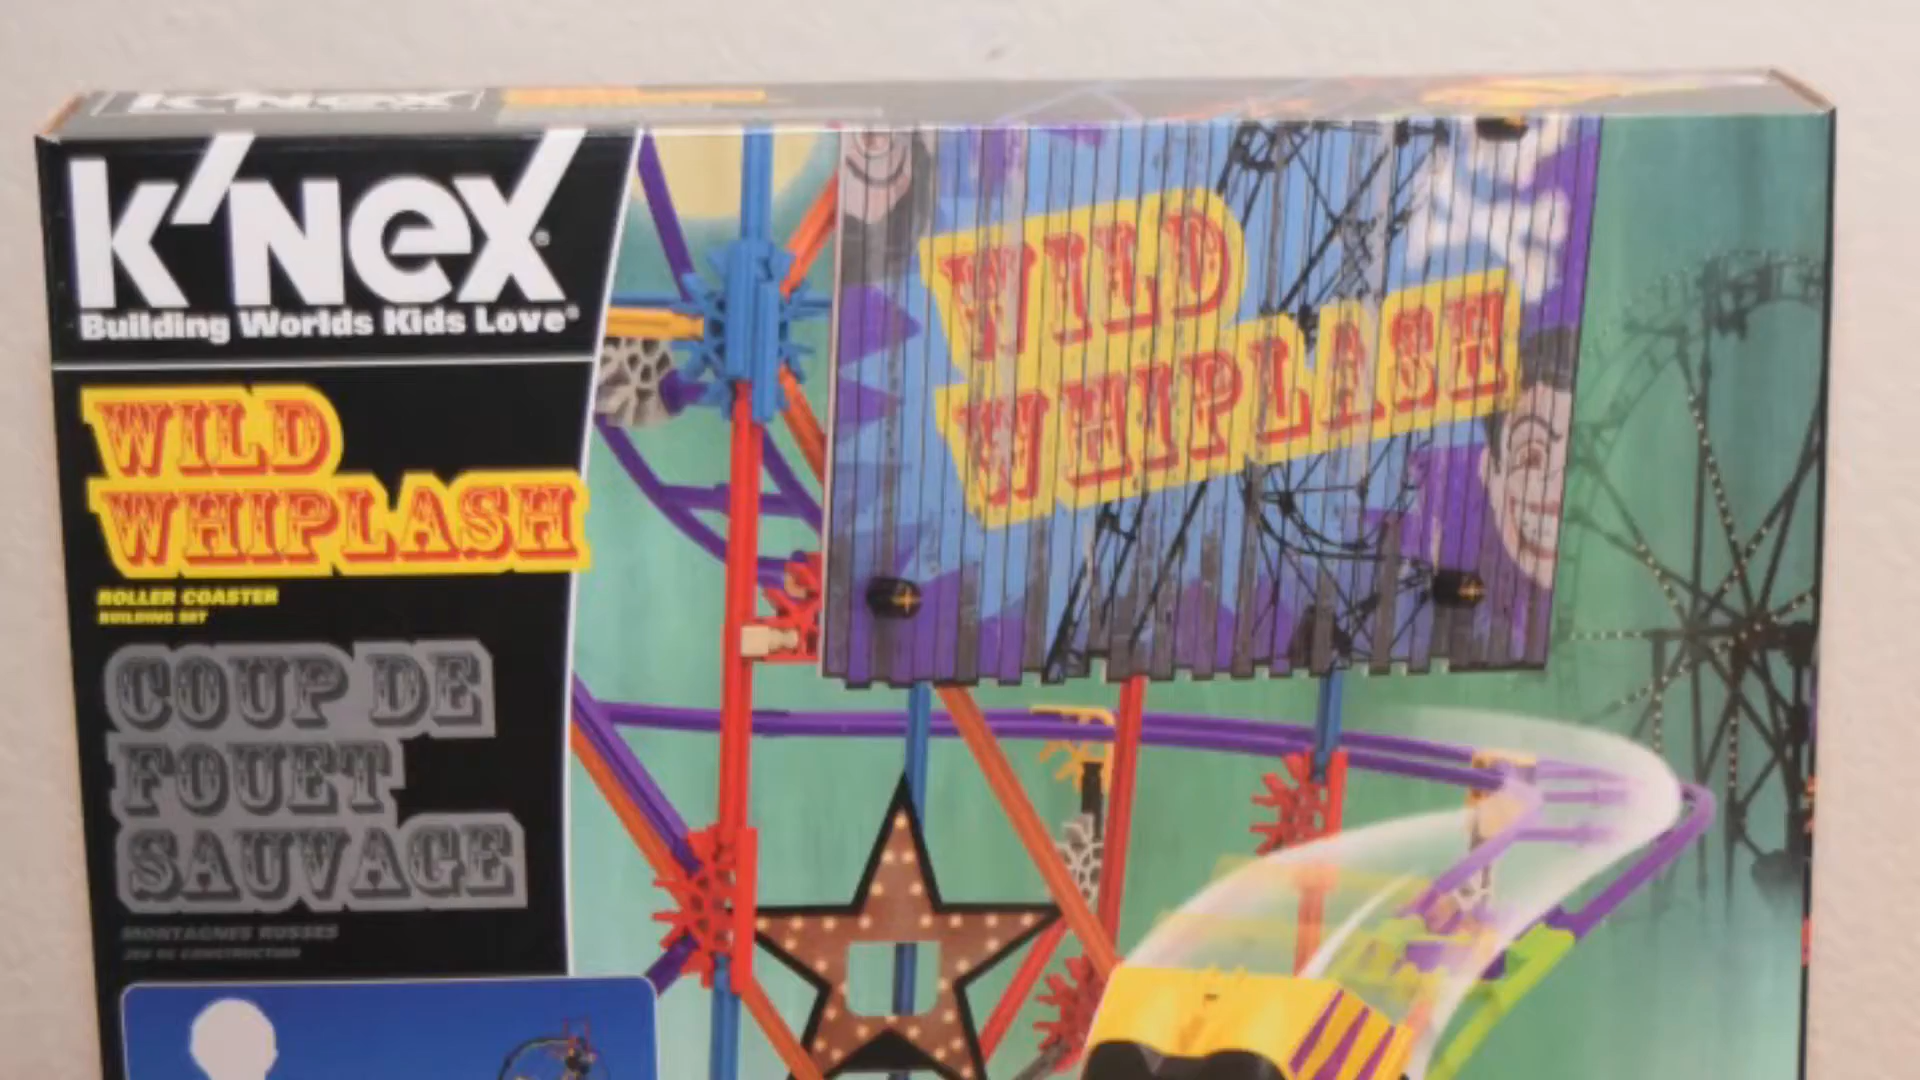 K'NEX
K'NEX®
Building Worlds Kids Love®
WILD
WHIPLASH
ROLLER COASTER
BUILDING SET
COUP DE
FOUET
SAUVAGE
MONTAGNES RUSSES
JEU DE CONSTRUCTION
WILD
WHIPLASH